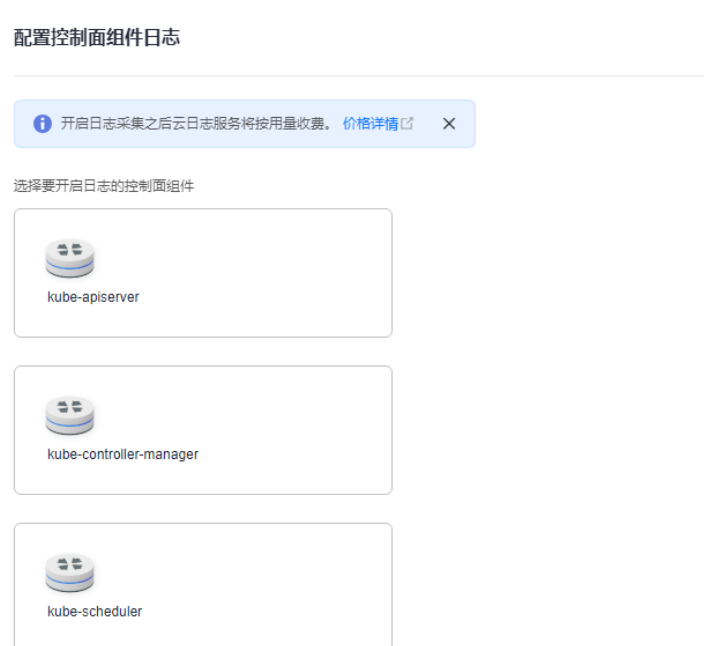 配置控制面组件日志
开启日志采集之后云日志服务将按用量收费。 价格详情
选择要开启日志的控制面组件
kube-apiserver
kube-controller-manager
kube-scheduler